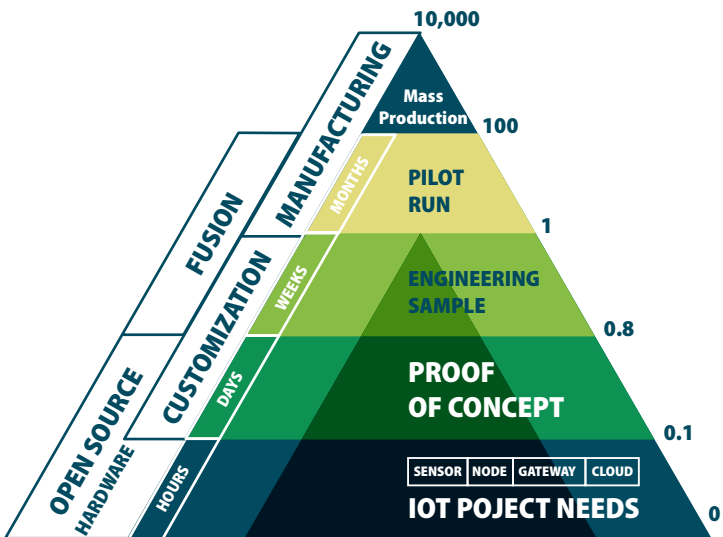 10,000
Mass
Production
100
MANUFACTURING
MONTHS
PILOT
RUN
1
FUSION
CUSTOMIZATION
WEEKS
ENGINEERING
SAMPLE
0.8
OPEN SOURCE
HARDWARE
DAYS
PROOF
OF CONCEPT
0.1
HOURS
SENSOR NODE GATEWAY CLOUD
IOT POJECT NEEDS
0